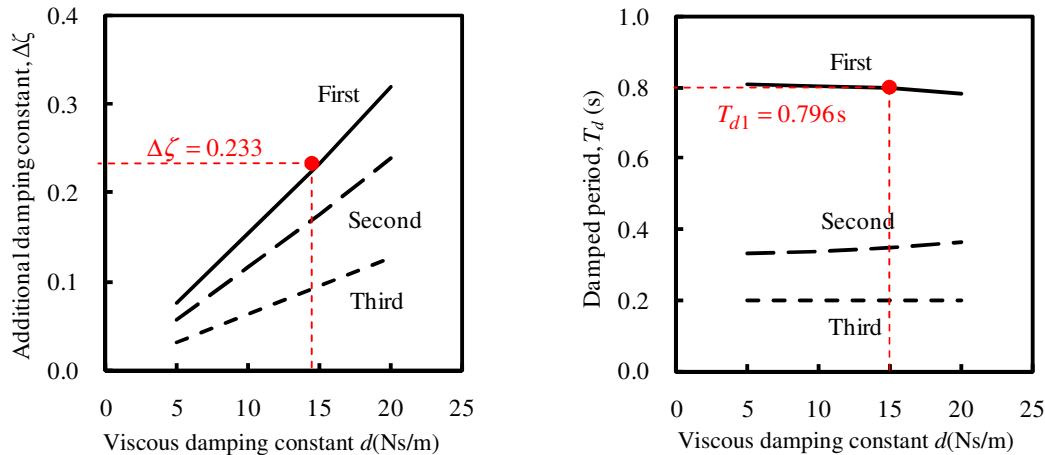 Additional damping constant, Δζ
0.4
0.3
0.2
0.1
0.0
First
Δζ = 0.233
Second
Third
0 5 10 15 20 25
Viscous damping constant d(Ns/m)
Damped period, T_d (s)
1.0
0.8
0.6
0.4
0.2
0.0
First
T_{d1} = 0.796 s
Second
Third
0 5 10 15 20 25
Viscous damping constant d(Ns/m)